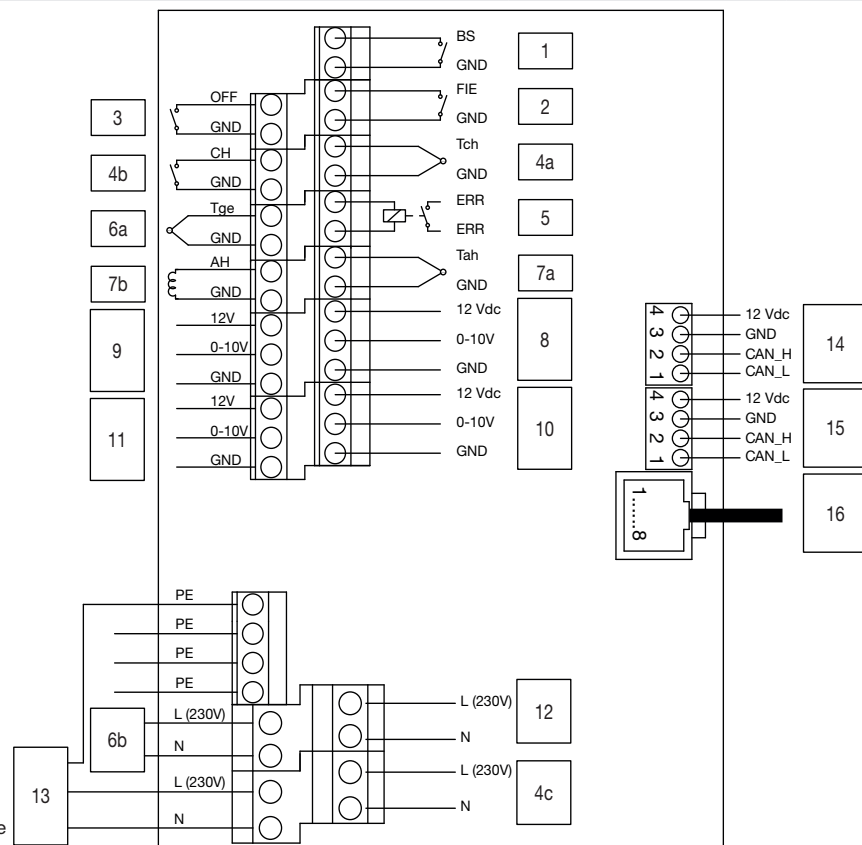 BS
1
GND
OFF
FIE
3
2
GND
GND
CH
Tch
4b
4a
GND
GND
Tge
ERR
6a
5
GND
ERR
AH
Tah
7b
7a
GND
GND
12V
12 Vdc
9
0-10V
0-10V
8
GND
GND
12V
12 Vdc
11
0-10V
0-10V
10
GND
GND
4 12 Vdc
3 GND
14
2 CAN_H
1 CAN_L
4 12 Vdc
3 GND
15
2 CAN_H
1 CAN_L
1......8
16
PE
PE
PE
PE
6b
L (230V)
L (230V)
12
N
N
13
L (230V)
L (230V)
4c
N
N
e